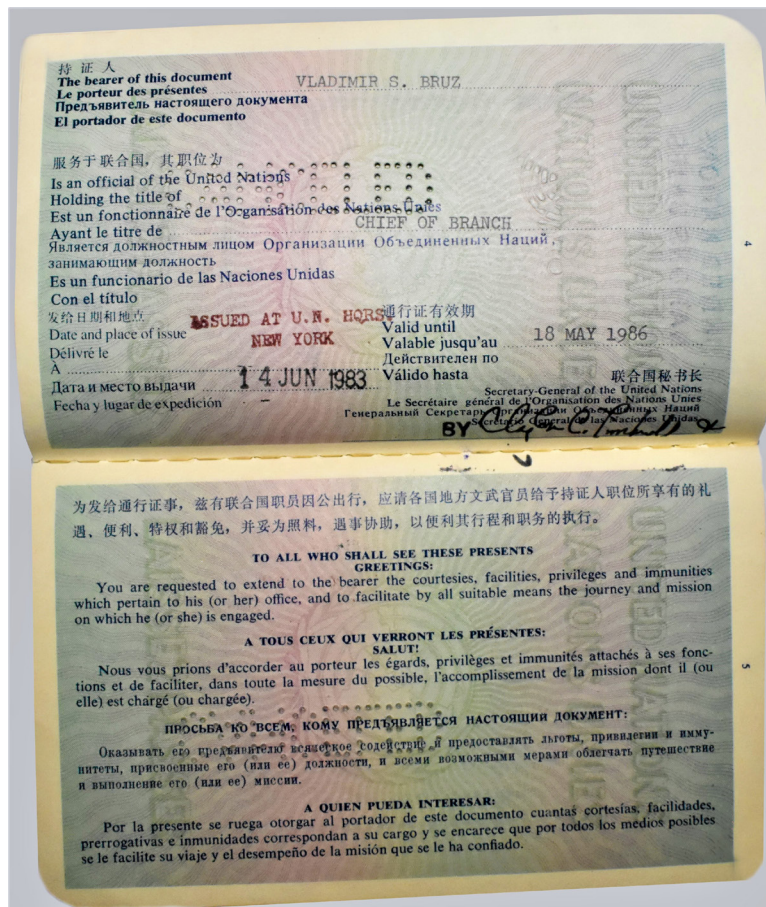 持证人
The bearer of this document
Le porteur des présentes
Предъявитель настоящего документа
El portador de este documento
VLADIMIR S. BRUZ
服务于联合国，其职位为
Is an official of the United Nations
Holding the title of
Est un fonctionnaire de l'Organisation des Nations Unies
Ayant le titre de
CHIEF OF BRANCH
Является должностным лицом Организации Объединенных Наций,
занимающим должность
Es un funcionario de las Naciones Unidas
Con el título
发给日期和地点
Date and place of issue
Délivré le
À
Дата и место выдачи
Fecha y lugar de expedición
ISSUED AT U.N. HQRS.
NEW YORK
14 JUN 1983
通行证有效期
Valid until
Valable jusqu'au
Действителен по
Válido hasta
18 MAY 1986
联合国秘书长
Secretary-General of the United Nations
Le Secrétaire général de l'Organisation des Nations Unies
Генеральный Секретарь Организации Объединенных Наций
Secretario General de las Naciones Unidas
BY
4
为发给通行证事，兹有联合国职员因公出行，应请各国地方文武官员给予持证人职位所享有的礼
遇、便利、特权和豁免，并妥为照料，遇事协助，以便利其行程和职务的执行。
TO ALL WHO SHALL SEE THESE PRESENTS
GREETINGS:
You are requested to extend to the bearer the courtesies, facilities, privileges and immunities
which pertain to his (or her) office, and to facilitate by all suitable means the journey and mission
on which he (or she) is engaged.
A TOUS CEUX QUI VERRONT LES PRÉSENTES:
SALUT!
Nous vous prions d'accorder au porteur les égards, privilèges et immunités attachés à ses fonc-
tions et de faciliter, dans toute la mesure du possible, l'accomplissement de la mission dont il (ou
elle) est chargé (ou chargée).
ПРОСЬБА КО ВСЕМ, КОМУ ПРЕДЪЯВЛЯЕТСЯ НАСТОЯЩИЙ ДОКУМЕНТ:
Оказывать его предъявителю всяческое содействие и предоставлять льготы, привилегии и имму-
нитеты, присвоенные его (или ее) должности, и всеми возможными мерами облегчать путешествие
и выполнение его (или ее) миссии.
A QUIEN PUEDA INTERESAR:
Por la presente se ruega otorgar al portador de este documento cuantas cortesías, facilidades,
prerrogativas e inmunidades correspondan a su cargo y se encarece que por todos los medios posibles
se le facilite su viaje y el desempeño de la misión que se le ha confiado.
5